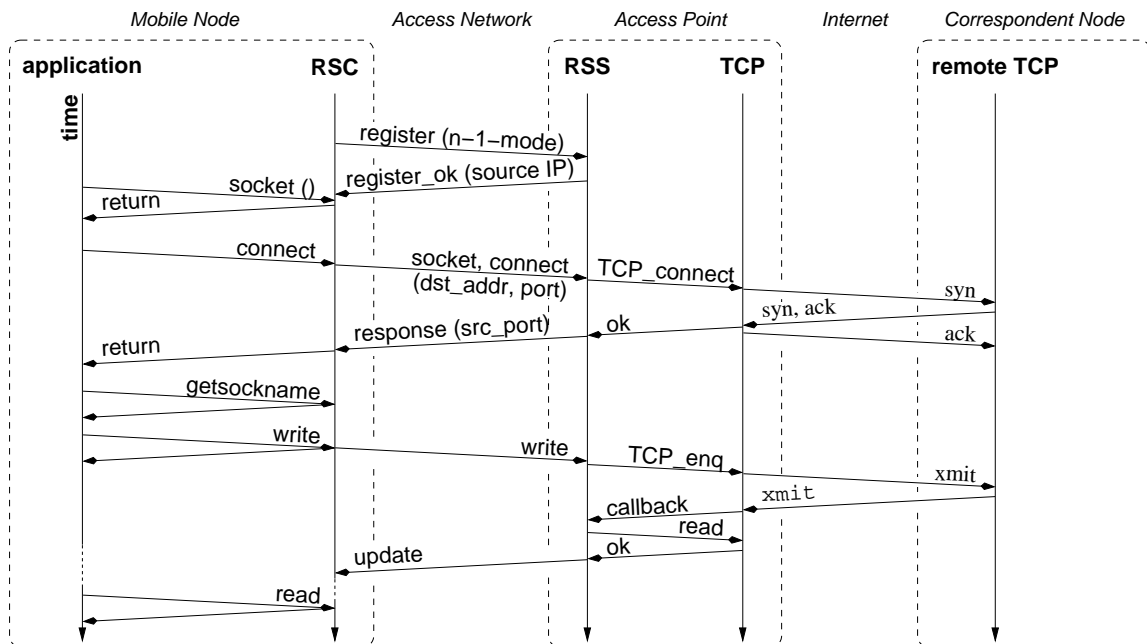 Mobile Node Access Network Access Point Internet Correspondent Node
application RSC RSS TCP remote TCP
time
register (n−1−mode)
register_ok (source IP)
socket ()
return
connect
socket, connect
(dst_addr, port)
TCP_connect
syn
syn, ack
ok
response (src_port)
ack
return
getsockname
write
write
TCP_enq
xmit
xmit
callback
read
ok
update
read